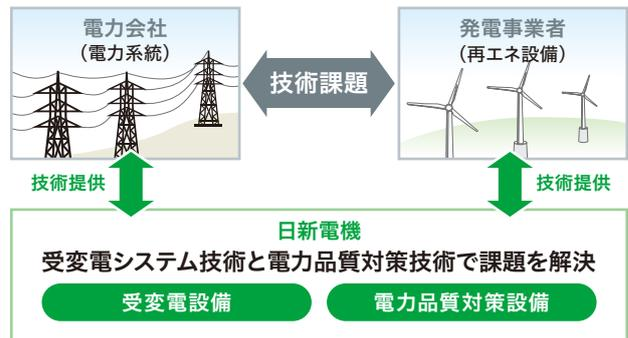 電力会社
（電力系統）
技術課題
発電事業者
（再エネ設備）
技術提供
技術提供
日新電機
受変電システム技術と電力品質対策技術で課題を解決
受変電設備
電力品質対策設備